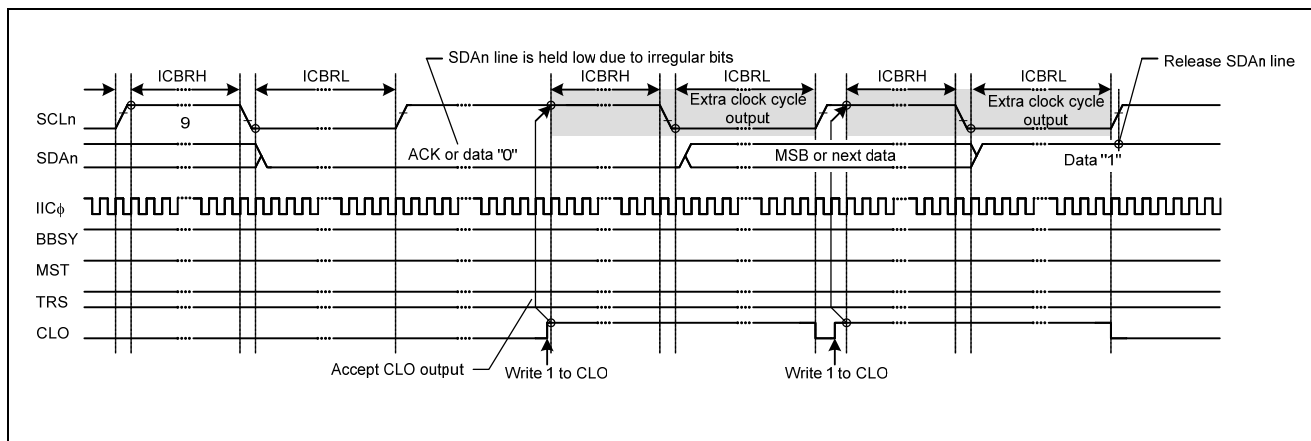 SDAn line is held low due to irregular bits
Release SDAn line
ICBRH ICBRL ICBRH ICBRL ICBRH ICBRL
SCLn
9
Extra clock cycle output
Extra clock cycle output
SDAn
ACK or data "0"
MSB or next data
Data "1"
IICϕ
BBSY
MST
TRS
CLO
Accept CLO output
Write 1 to CLO
Write 1 to CLO